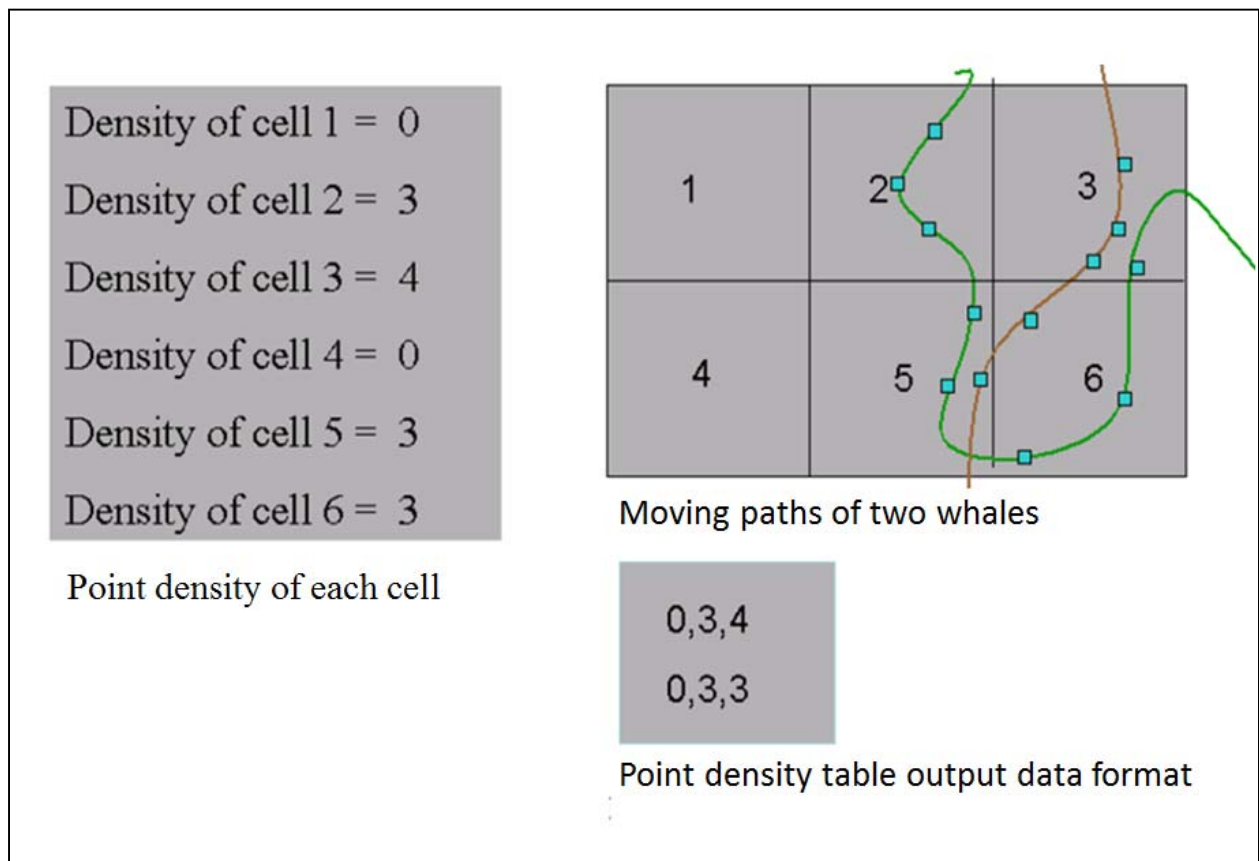 Density of cell 1 = 0
Density of cell 2 = 3
Density of cell 3 = 4
Density of cell 4 = 0
Density of cell 5 = 3
Density of cell 6 = 3
Point density of each cell
1 2 3
4 5 6
Moving paths of two whales
0,3,4
0,3,3
Point density table output data format